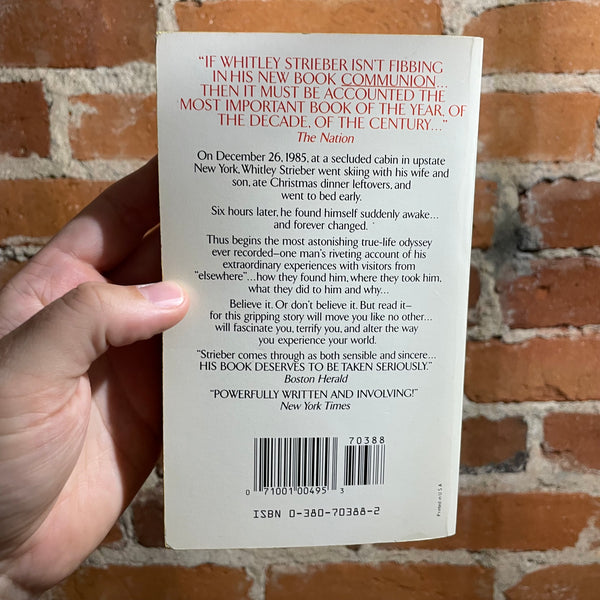 "IF WHITLEY STRIEBER ISN'T FIBBING
IN HIS NEW BOOK COMMUNION...
THEN IT MUST BE ACCOUNTED THE
MOST IMPORTANT BOOK OF THE YEAR, OF
THE DECADE, OF THE CENTURY..."
The Nation
On December 26, 1985, at a secluded cabin in upstate
New York, Whitley Strieber went skiing with his wife and
son, ate Christmas dinner leftovers, and
went to bed early.
Six hours later, he found himself suddenly awake...
and forever changed.
Thus begins the most astonishing true-life odyssey
ever recorded—one man's riveting account of his
extraordinary experiences with visitors from
"elsewhere"...how they found him, where they took him,
what they did to him and why...
Believe it. Or don't believe it. But read it—
for this gripping story will move you like no other...
will fascinate you, terrify you, and alter the way
you experience your world.
"Strieber comes through as both sensible and sincere...
HIS BOOK DESERVES TO BE TAKEN SERIOUSLY."
Boston Herald
"POWERFULLY WRITTEN AND INVOLVING!"
New York Times
70388
0 71001 00495 3
ISBN 0-380-70388-2
Printed in U.S.A.